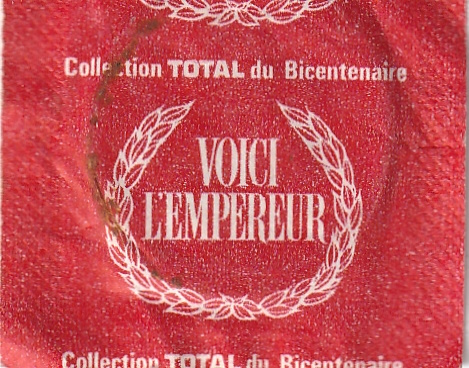 Collection TOTAL du Bicentenaire
VOICI
L'EMPEREUR
Collection TOTAL du Bicentenaire